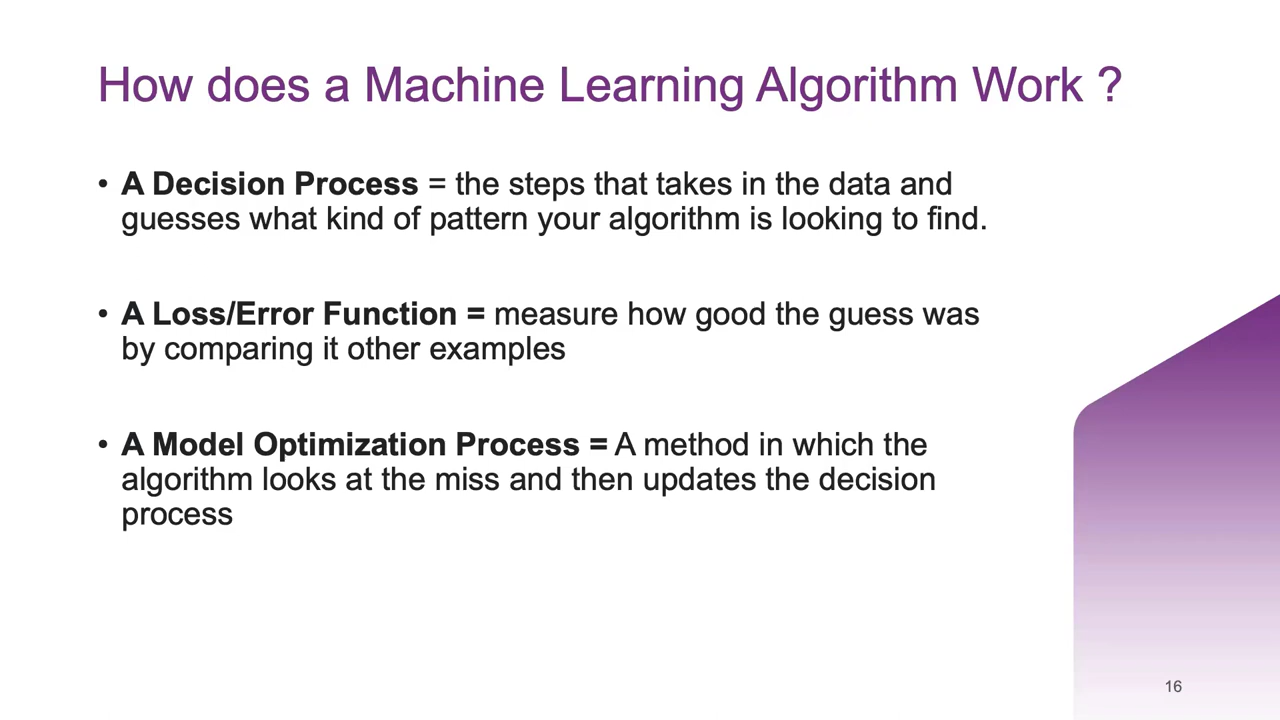 How does a Machine Learning Algorithm Work ?
• A Decision Process = the steps that takes in the data and
guesses what kind of pattern your algorithm is looking to find.
• A Loss/Error Function = measure how good the guess was
by comparing it other examples
• A Model Optimization Process = A method in which the
algorithm looks at the miss and then updates the decision
process
16